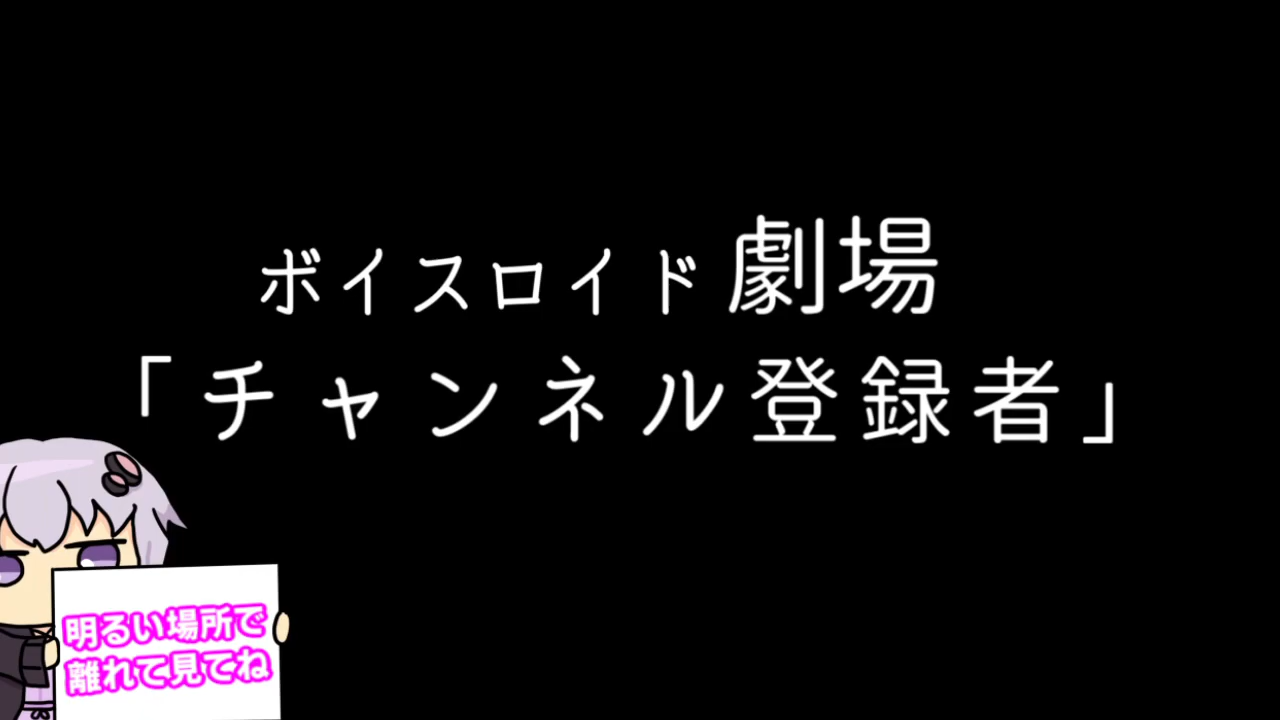 ボイスロイド劇場
「チャンネル登録者」
明るい場所で
離れて見てね